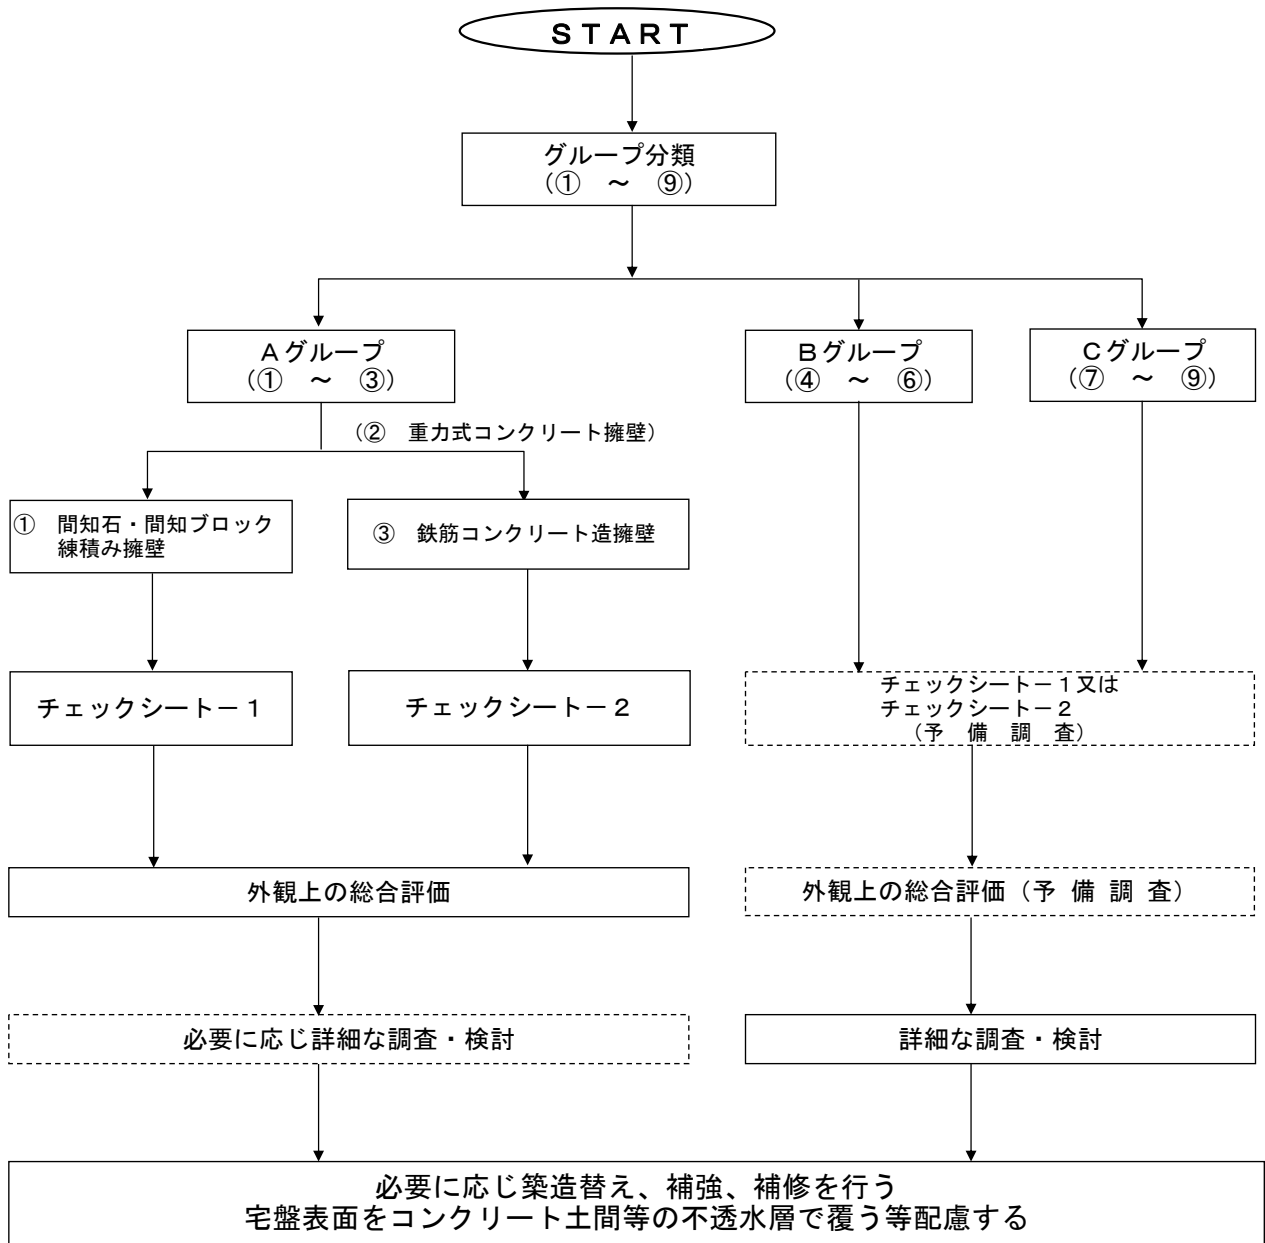 ＳＴＡＲＴ
グループ分類
（①　～　⑨）
Ａグループ
（①　～　③）
Ｂグループ
（④　～　⑥）
Ｃグループ
（⑦　～　⑨）
（②　重力式コンクリート擁壁）
①　間知石・間知ブロック
練積み擁壁
③　鉄筋コンクリート造擁壁
チェックシート－１
チェックシート－２
チェックシート－１又は
チェックシート－２
（予　備　調　査）
外観上の総合評価
外観上の総合評価（予 備 調 査）
必要に応じ詳細な調査・検討
詳細な調査・検討
必要に応じ築造替え、補強、補修を行う
宅盤表面をコンクリート土間等の不透水層で覆う等配慮する